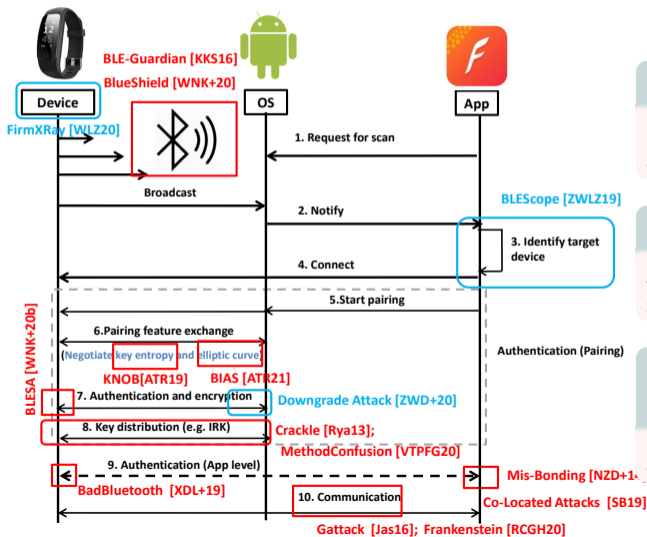 BLE-Guardian [KKS16]
BlueShield [WNK+20]
Device
OS
App
FirmXRay [WLZ20]
1. Request for scan
Broadcast
BLEScope [ZWLZ19]
2. Notify
3. Identify target
device
4. Connect
5.Start pairing
6.Pairing feature exchange
(Negotiate key entropy and elliptic curve)
Authentication (Pairing)
KNOB[ATR19]
BIAS [ATR21]
BLESA [WNK+20b]
7. Authentication and encryption
Downgrade Attack [ZWD+20]
8. Key distribution (e.g. IRK)
Crackle [Rya13];
MethodConfusion [VTPFG20]
9. Authentication (App level)
Mis-Bonding [NZD+14
BadBluetooth [XDL+19]
10. Communication
Co-Located Attacks [SB19]
Gattack [Jas16]; Frankenstein [RCGH20]